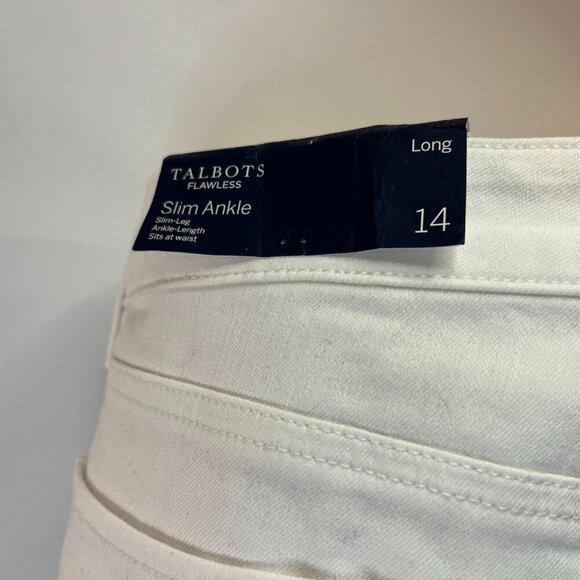 TALBOTS
FLAWLESS
Slim Ankle
Slim-Leg
Ankle-Length
Sits at waist
Long
14